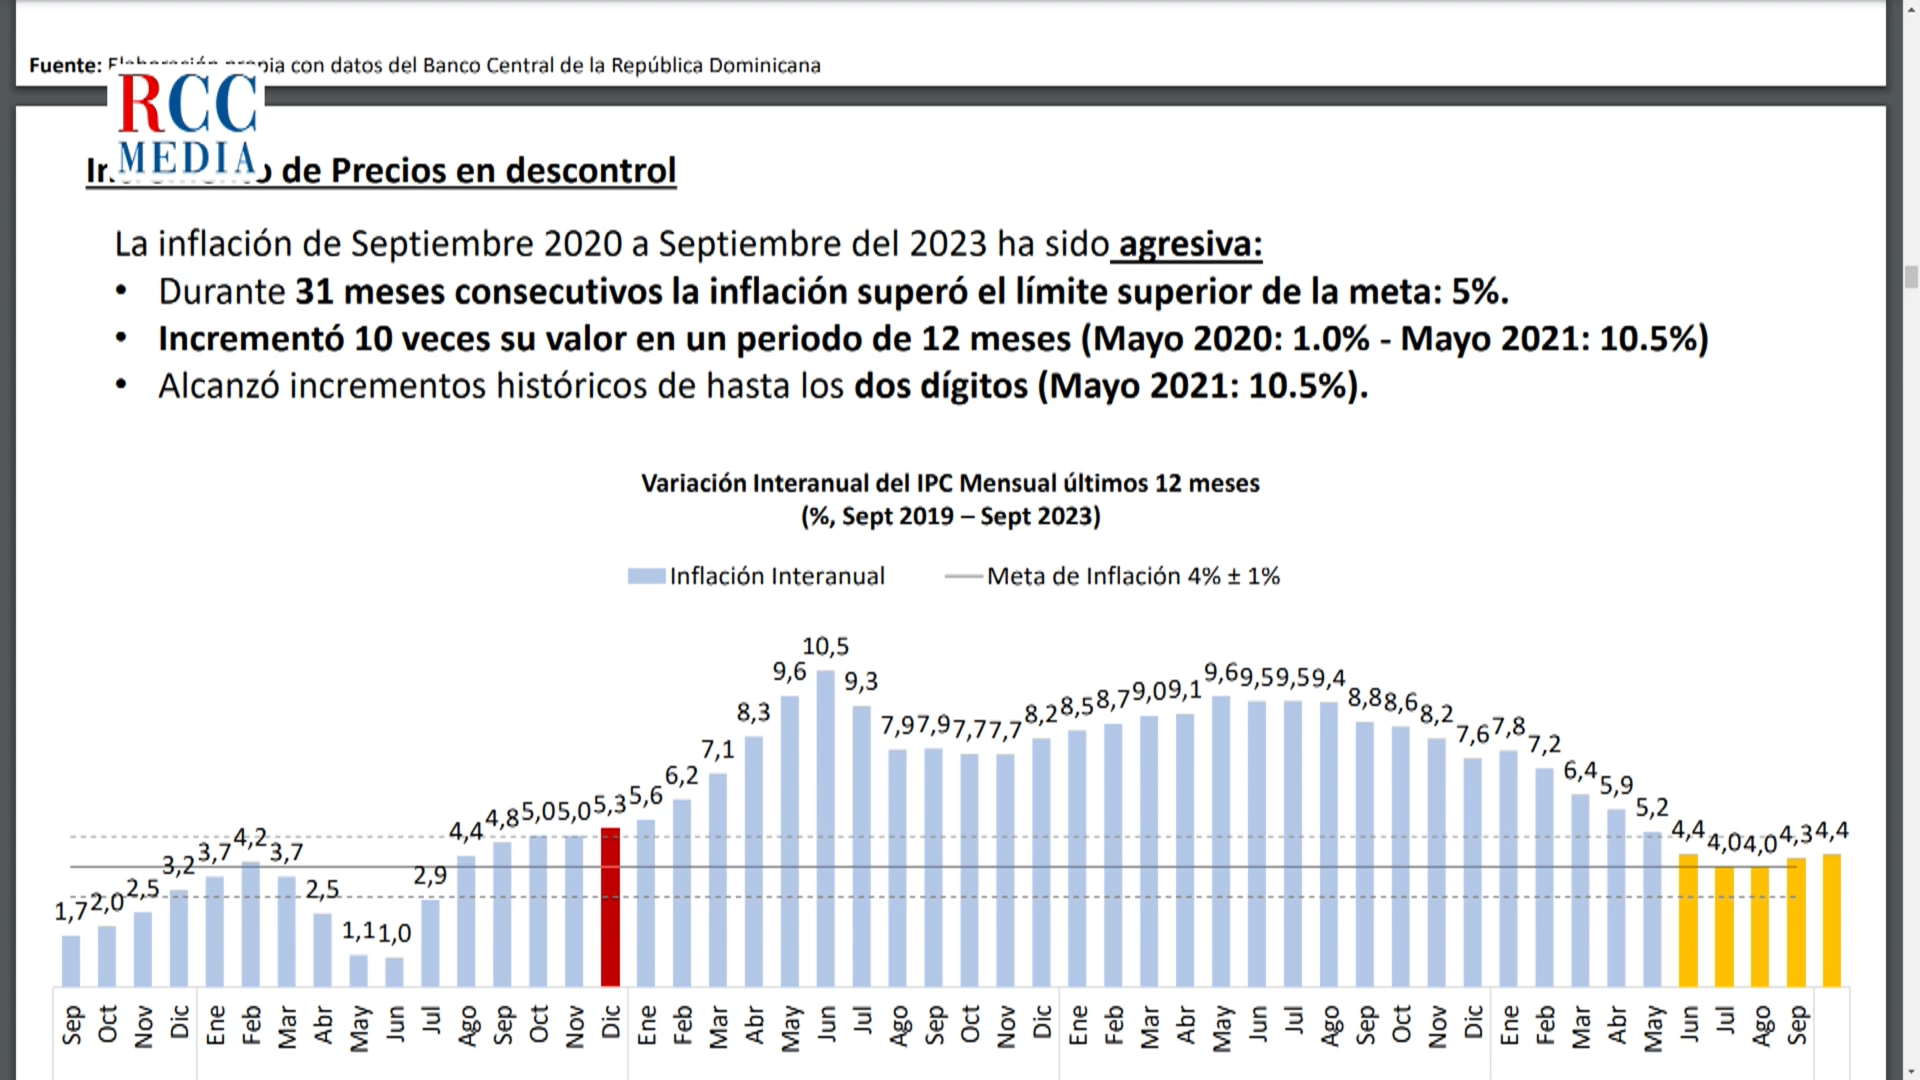 Fuente: propia con datos del Banco Central de la República Dominicana
RCC
MEDIA
de Precios en descontrol
La inflación de Septiembre 2020 a Septiembre del 2023 ha sido agresiva:
• Durante 31 meses consecutivos la inflación superó el límite superior de la meta: 5%.
• Incrementó 10 veces su valor en un periodo de 12 meses (Mayo 2020: 1.0% - Mayo 2021: 10.5%)
• Alcanzó incrementos históricos de hasta los dos dígitos (Mayo 2021: 10.5%).
Variación Interanual del IPC Mensual últimos 12 meses
(%, Sept 2019 – Sept 2023)
Inflación Interanual Meta de Inflación 4% ± 1%
1,7 2,0 2,5 3,2 3,7 4,2 3,7 2,5 1,1 1,0 2,9 4,4 4,8 5,0 5,0 5,3 5,6 6,2 7,1 8,3 9,6 10,5 9,3 7,9 7,9 7,7 7,7 8,2 8,5 8,7 9,0 9,1 9,6 9,5 9,5 9,4 8,8 8,6 8,2 7,6 7,8 7,2 6,4 5,9 5,2 4,4 4,0 4,0 4,3 4,4
Sep Oct Nov Dic Ene Feb Mar Abr May Jun Jul Ago Sep Oct Nov Dic Ene Feb Mar Abr May Jun Jul Ago Sep Oct Nov Dic Ene Feb Mar Abr May Jun Jul Ago Sep Oct Nov Dic Ene Feb Mar Abr May Jun Jul Ago Sep